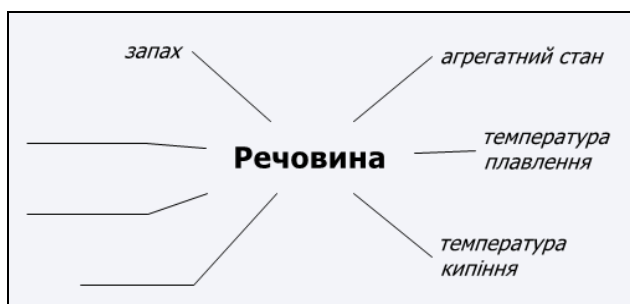 запах
агрегатний стан
Речовина
температура
плавлення
температура
кипіння